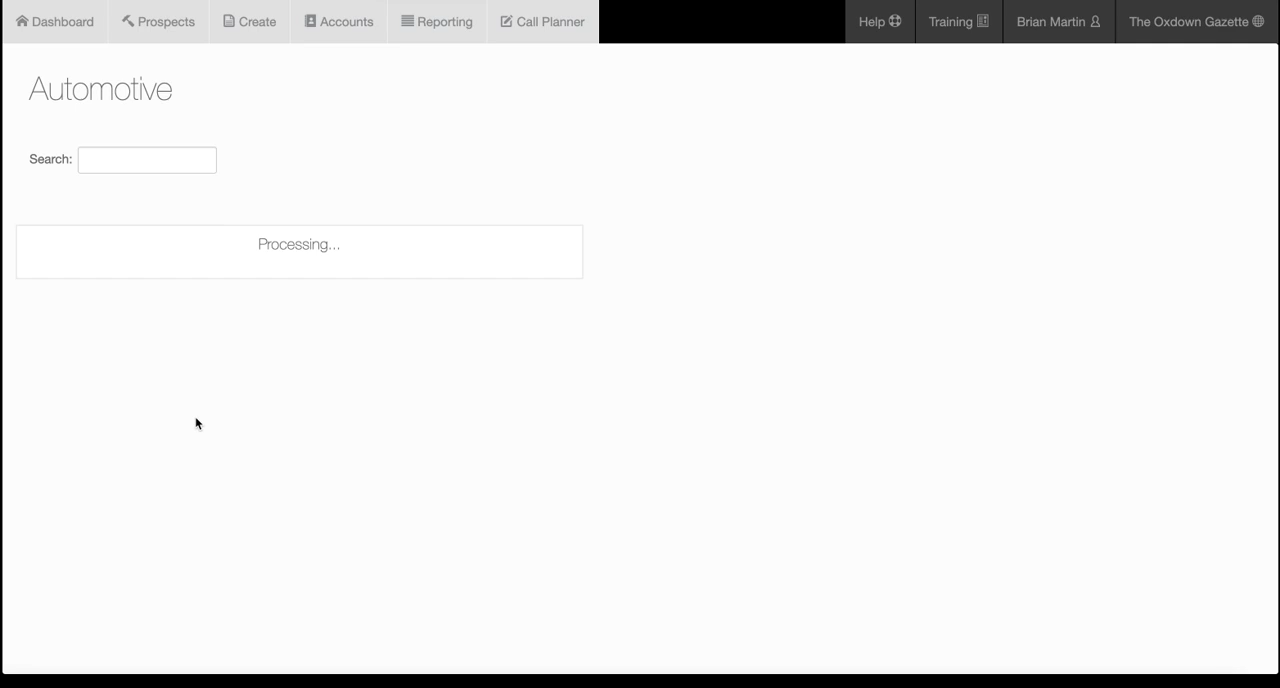 Dashboard Prospects Create Accounts Reporting Call Planner Help Training Brian Martin The Oxdown Gazette
Automotive
Search:
Processing...